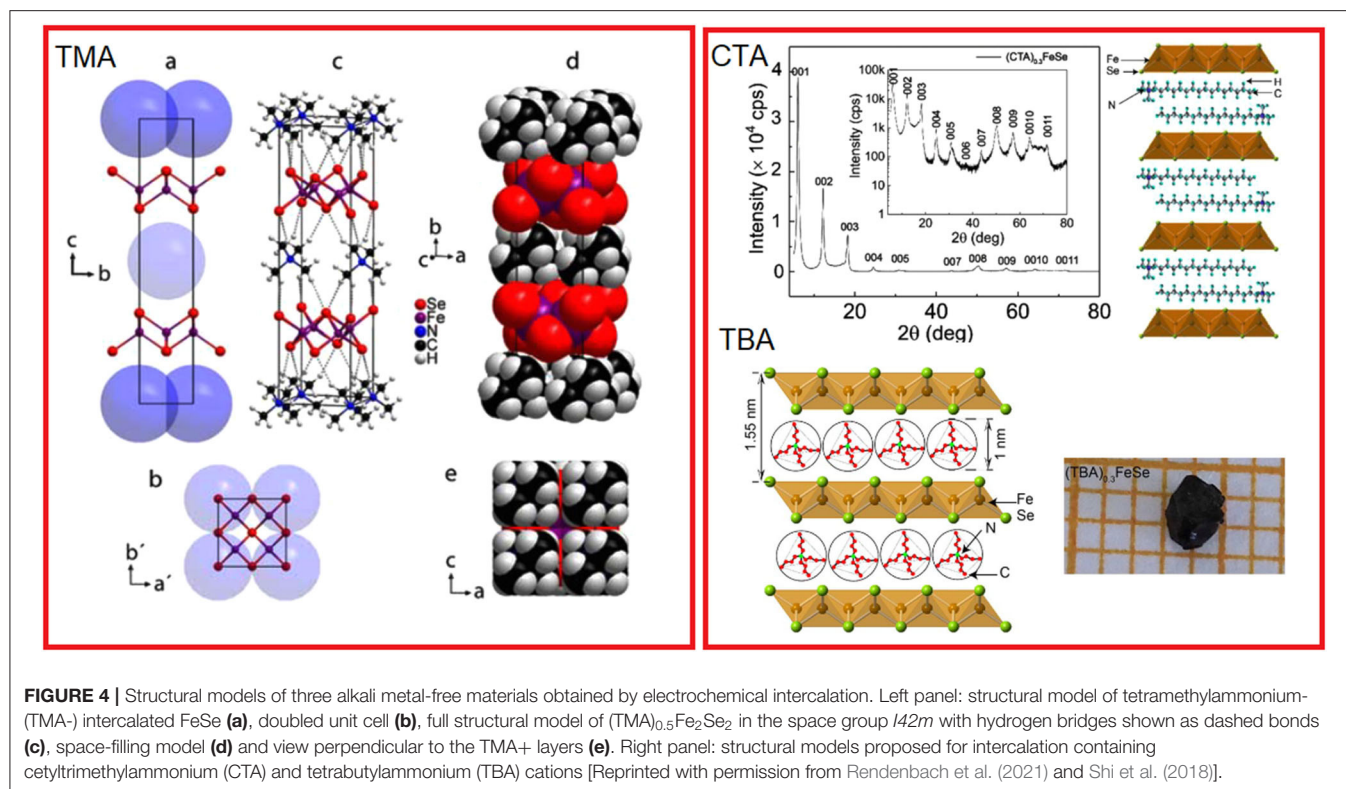 TMA
a
c
d
c
b
b
c
a
Se
Fe
N
C
H
b
b´
a´
e
c
a
CTA
Intensity (× 10⁴ cps)
4
3
2
1
0
001
002
003
004
005
007
008
009
0010
0011
20
40
60
80
2θ (deg)
(CTA)0.3FeSe
Intensity (cps)
100k
10k
1k
100
10
1
001
002
003
004
005
006
007
008
009
0010
0011
20
40
60
80
2θ (deg)
Fe
Se
H
C
N
TBA
1.55 nm
1 nm
Fe
Se
N
C
(TBA)0.3FeSe
FIGURE 4 | Structural models of three alkali metal-free materials obtained by electrochemical intercalation. Left panel: structural model of tetramethylammonium-
(TMA-) intercalated FeSe (a), doubled unit cell (b), full structural model of (TMA)0.5Fe2Se2 in the space group I42m with hydrogen bridges shown as dashed bonds
(c), space-filling model (d) and view perpendicular to the TMA+ layers (e). Right panel: structural models proposed for intercalation containing
cetyltrimethylammonium (CTA) and tetrabutylammonium (TBA) cations [Reprinted with permission from Rendenbach et al. (2021) and Shi et al. (2018)].